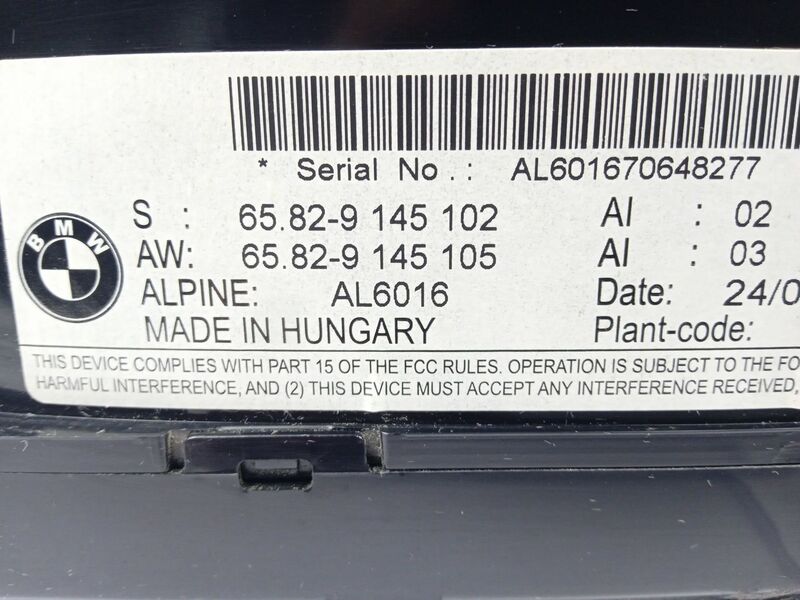 * Serial No.: AL601670648277
BMW
S : 65.82-9 145 102 AI : 02
AW: 65.82-9 145 105 AI : 03
ALPINE: AL6016 Date: 24/0
MADE IN HUNGARY Plant-code:
THIS DEVICE COMPLIES WITH PART 15 OF THE FCC RULES. OPERATION IS SUBJECT TO THE FO
HARMFUL INTERFERENCE, AND (2) THIS DEVICE MUST ACCEPT ANY INTERFERENCE RECEIVED,